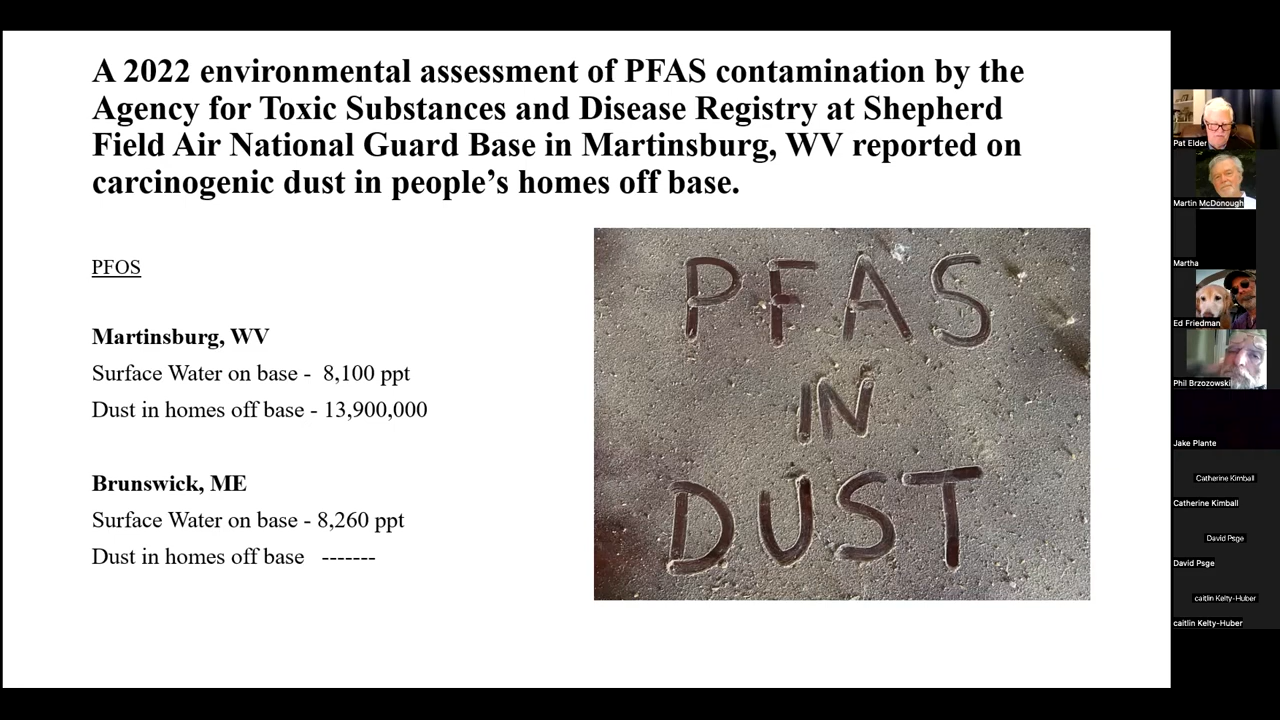 A 2022 environmental assessment of PFAS contamination by the
Agency for Toxic Substances and Disease Registry at Shepherd
Field Air National Guard Base in Martinsburg, WV reported on
carcinogenic dust in people’s homes off base.
PFOS
Martinsburg, WV
Surface Water on base -  8,100 ppt
Dust in homes off base - 13,900,000
Brunswick, ME
Surface Water on base - 8,260 ppt
Dust in homes off base   -------
PFAS
IN
DUST
Pat Elder
Martin McDonough
Martha
Ed Friedman
Phil Brzozowski
Jake Plante
Catherine Kimball
Catherine Kimball
David Psge
David Psge
caitlin Kelty-Huber
caitlin Kelty-Huber